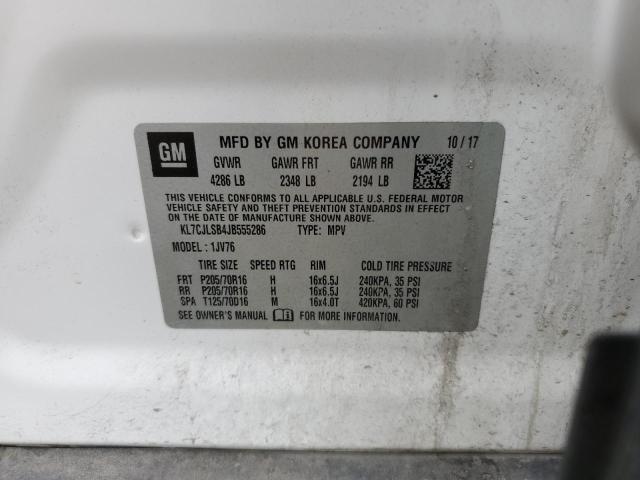 GM
MFD BY GM KOREA COMPANY 10 / 17
GVWR GAWR FRT GAWR RR
4286 LB 2348 LB 2194 LB
THIS VEHICLE CONFORMS TO ALL APPLICABLE U.S. FEDERAL MOTOR
VEHICLE SAFETY AND THEFT PREVENTION STANDARDS IN EFFECT
ON THE DATE OF MANUFACTURE SHOWN ABOVE.
KL7CJLSB4JB555286 TYPE: MPV
MODEL : 1JV76
TIRE SIZE SPEED RTG RIM COLD TIRE PRESSURE
FRT P205/70R16 H 16x6.5J 240KPA, 35 PSI
RR P205/70R16 H 16x6.5J 240KPA, 35 PSI
SPA T125/70D16 M 16x4.0T 420KPA, 60 PSI
SEE OWNER'S MANUAL FOR MORE INFORMATION.